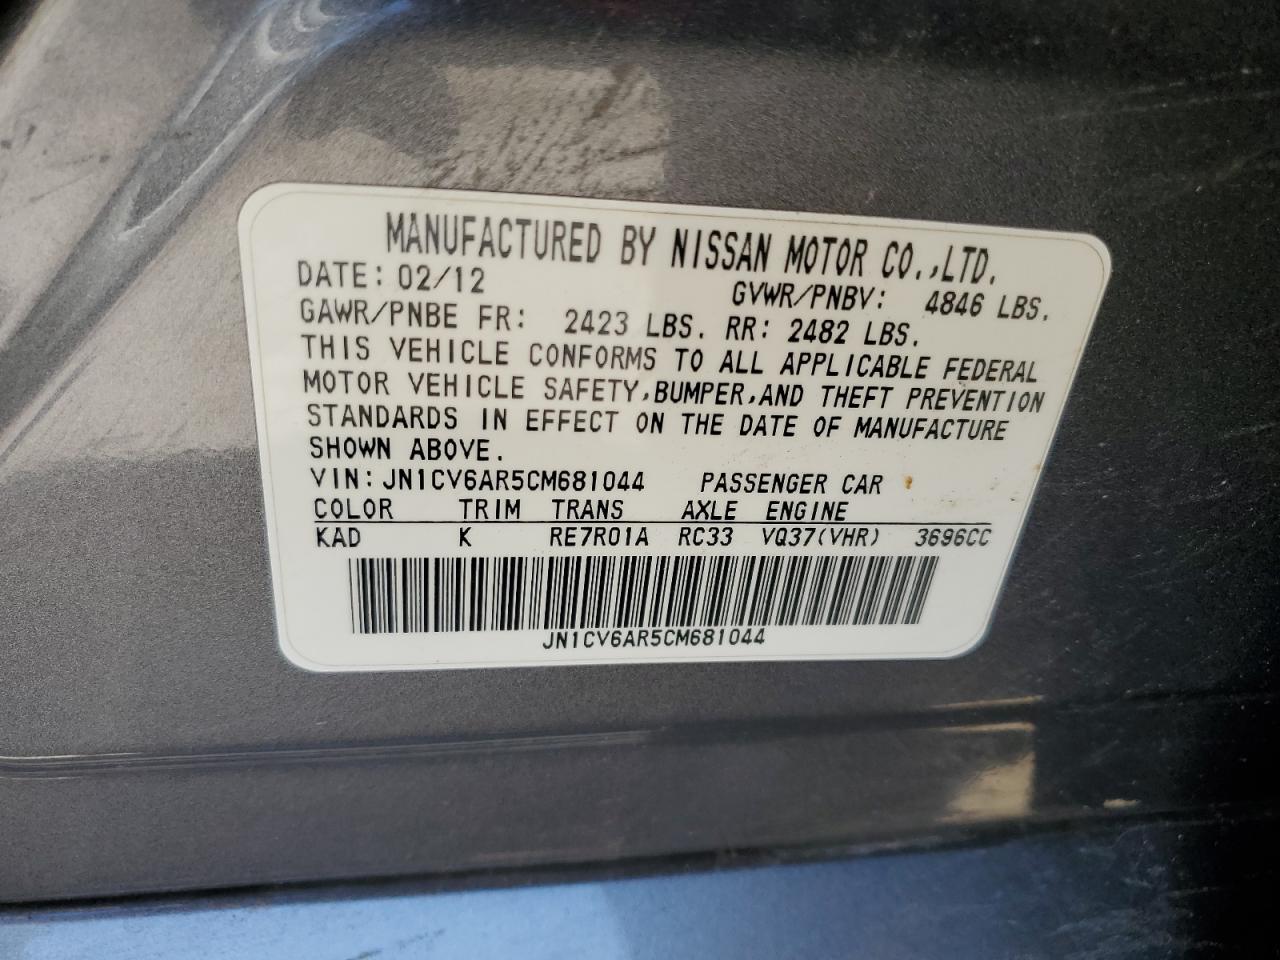 MANUFACTURED BY NISSAN MOTOR CO.,LTD.
DATE: 02/12 GVWR/PNBV: 4846 LBS.
GAWR/PNBE FR: 2423 LBS. RR: 2482 LBS.
THIS VEHICLE CONFORMS TO ALL APPLICABLE FEDERAL
MOTOR VEHICLE SAFETY,BUMPER,AND THEFT PREVENTION
STANDARDS IN EFFECT ON THE DATE OF MANUFACTURE
SHOWN ABOVE.
VIN: JN1CV6AR5CM681044 PASSENGER CAR
COLOR TRIM TRANS AXLE ENGINE
KAD K RE7R01A RC33 VQ37(VHR) 3696CC
JN1CV6AR5CM681044